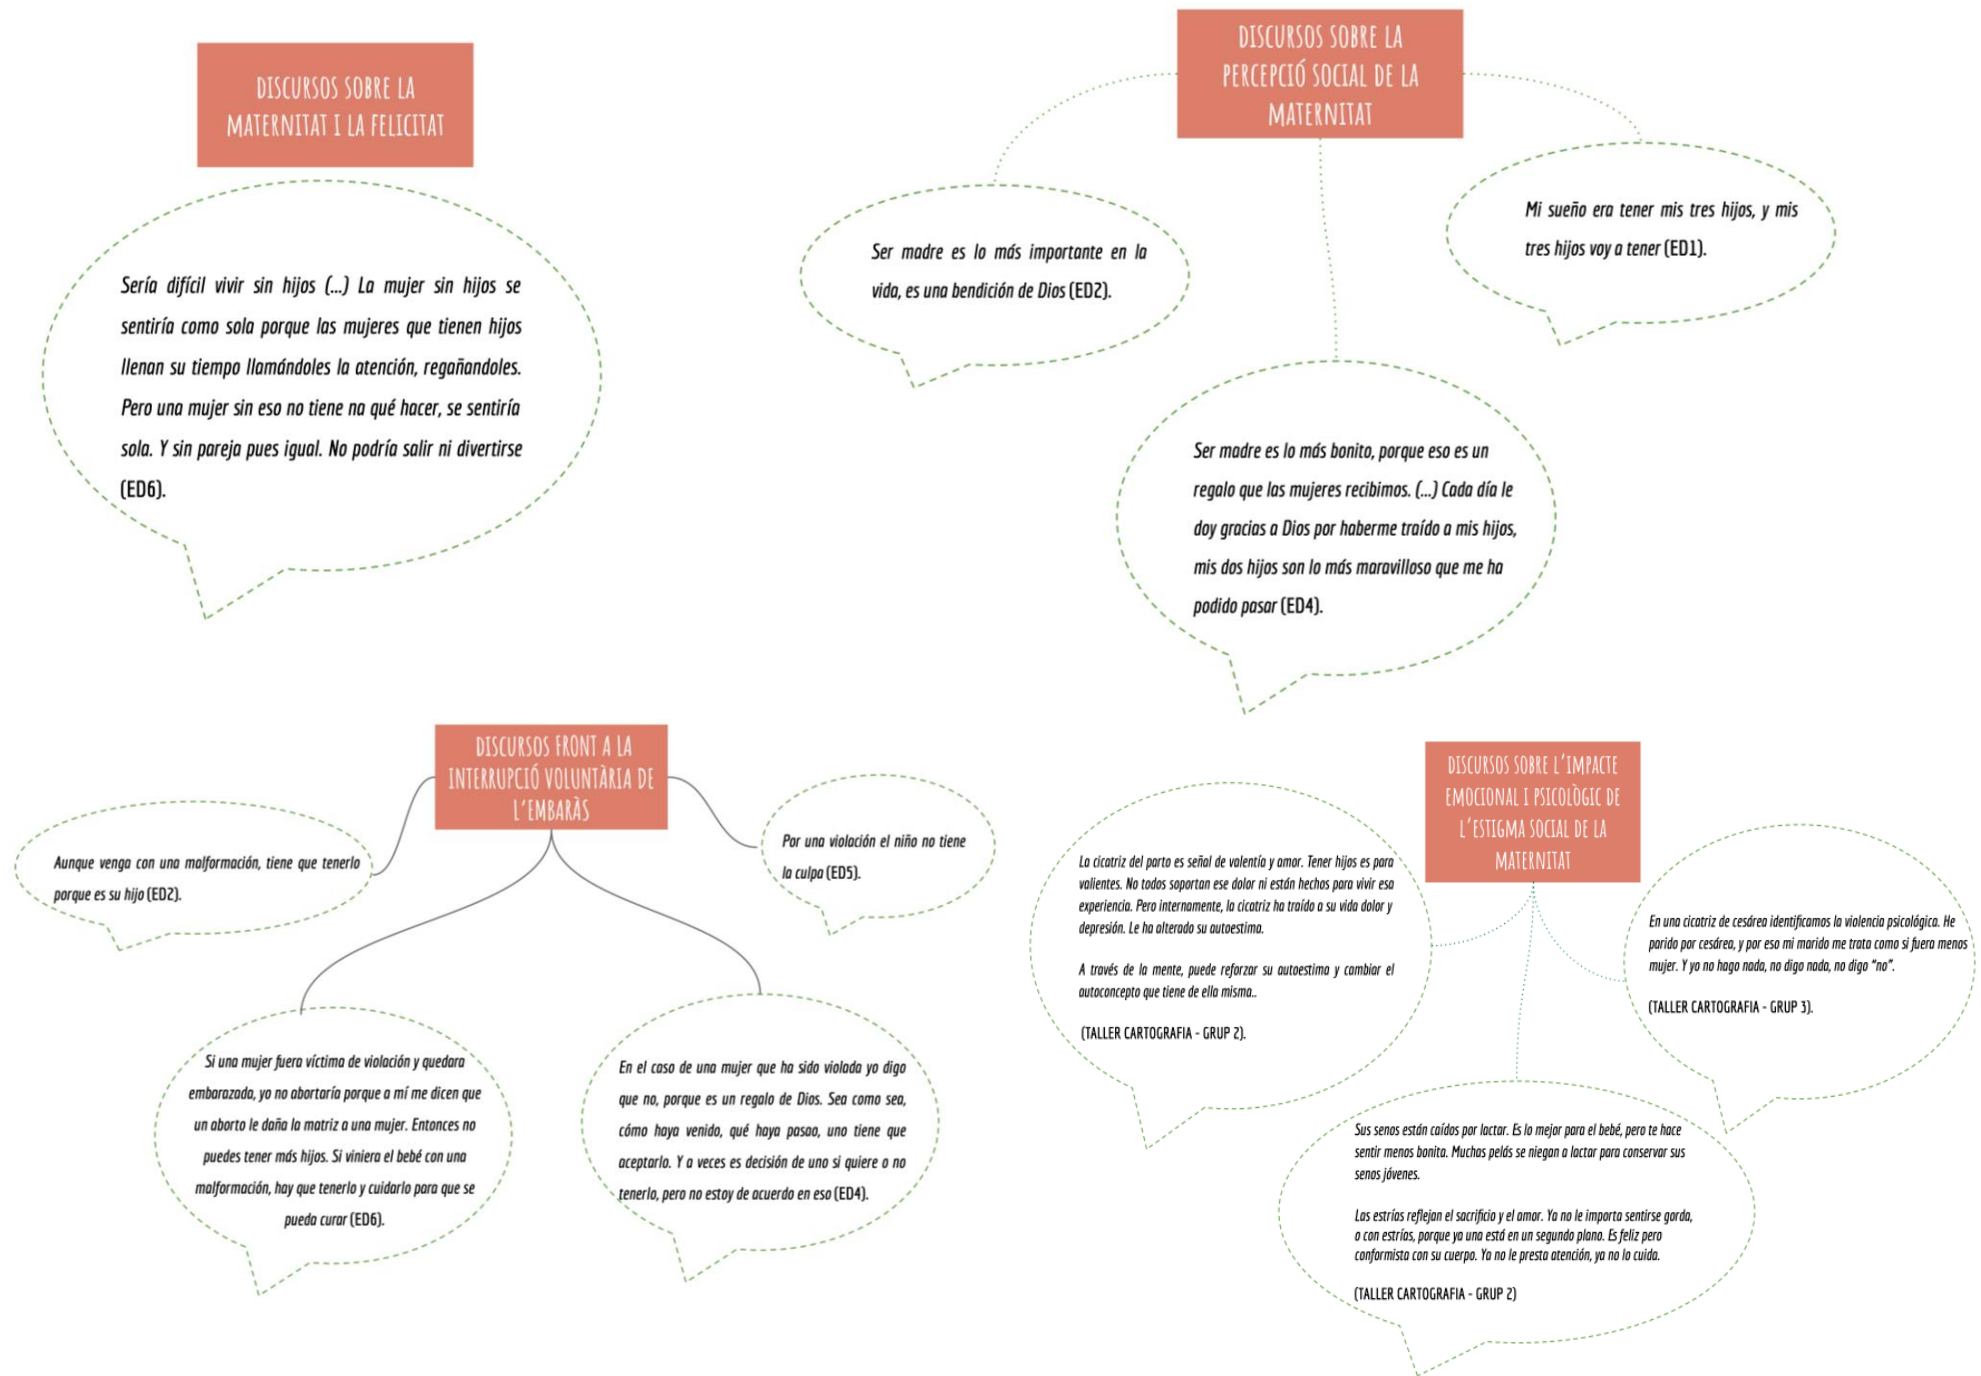 DISCURSOS SOBRE LA
MATERNITAT I LA FELICITAT
Sería difícil vivir sin hijos (...) La mujer sin hijos se
sentiría como sola porque las mujeres que tienen hijos
llenan su tiempo llamándoles la atención, regañandoles.
Pero una mujer sin eso no tiene na qué hacer, se sentiría
sola. Y sin pareja pues igual. No podría salir ni divertirse
(ED6).
DISCURSOS SOBRE LA
PERCEPCIÓ SOCIAL DE LA
MATERNITAT
Ser madre es lo más importante en la
vida, es una bendición de Dios (ED2).
Mi sueño era tener mis tres hijos, y mis
tres hijos voy a tener (ED1).
Ser madre es lo más bonito, porque eso es un
regalo que las mujeres recibimos. (...) Cada día le
doy gracias a Dios por haberme traído a mis hijos,
mis dos hijos son lo más maravilloso que me ha
podido pasar (ED4).
DISCURSOS FRONT A LA
INTERRUPCIÓ VOLUNTÀRIA DE
L'EMBARÀS
Aunque venga con una malformación, tiene que tenerlo
porque es su hijo (ED2).
Por una violación el niño no tiene
la culpa (ED5).
Si una mujer fuera víctima de violación y quedara
embarazada, yo no abortaría porque a mí me dicen que
un aborto le daña la matriz a una mujer. Entonces no
puedes tener más hijos. Si viniera el bebé con una
malformación, hay que tenerlo y cuidarlo para que se
pueda curar (ED6).
En el caso de una mujer que ha sido violada yo digo
que no, porque es un regalo de Dios. Sea como sea,
cómo haya venido, qué haya pasao, uno tiene que
aceptarlo. Y a veces es decisión de uno si quiere o no
tenerlo, pero no estoy de acuerdo en eso (ED4).
DISCURSOS SOBRE L'IMPACTE
EMOCIONAL I PSICOLÒGIC DE
L'ESTIGMA SOCIAL DE LA
MATERNITAT
La cicatriz del parto es señal de valentía y amor. Tener hijos es para
valientes. No todos soportan ese dolor ni están hechos para vivir esa
experiencia. Pero internamente, la cicatriz ha traído a su vida dolor y
depresión. Le ha alterado su autoestima.
A través de la mente, puede reforzar su autoestima y cambiar el
autoconcepto que tiene de ella misma..
(TALLER CARTOGRAFIA - GRUP 2).
En una cicatriz de cesárea identificamos la violencia psicológica. He
parido por cesárea, y por eso mi marido me trata como si fuera menos
mujer. Y yo no hago nada, no digo nada, no digo "no".
(TALLER CARTOGRAFIA - GRUP 3).
Sus senos están caídos por lactar. Es lo mejor para el bebé, pero te hace
sentir menos bonita. Muchas pelás se niegan a lactar para conservar sus
senos jóvenes.
Las estrías reflejan el sacrificio y el amor. Ya no le importa sentirse gorda,
o con estrías, porque ya una está en un segundo plano. Es feliz pero
conformista con su cuerpo. Ya no le presta atención, ya no lo cuida.
(TALLER CARTOGRAFIA - GRUP 2)